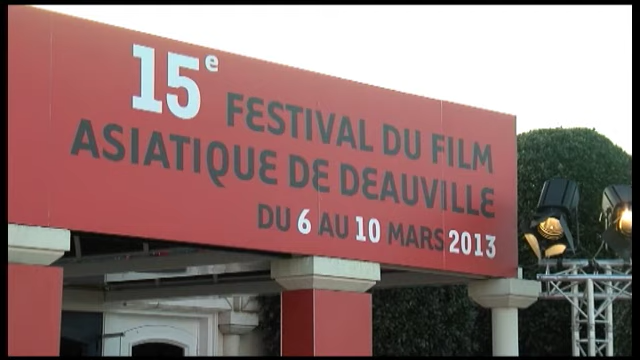 15e FESTIVAL DU FILM
ASIATIQUE DE DEAUVILLE
DU 6 AU 10 MARS 2013